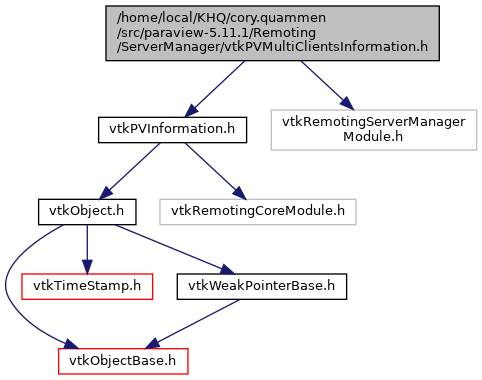 /home/local/KHQ/cory.quammen
/src/paraview-5.11.1/Remoting
/ServerManager/vtkPVMultiClientsInformation.h
vtkPVInformation.h
vtkRemotingServerManager
Module.h
vtkObject.h
vtkRemotingCoreModule.h
vtkTimeStamp.h
vtkWeakPointerBase.h
vtkObjectBase.h